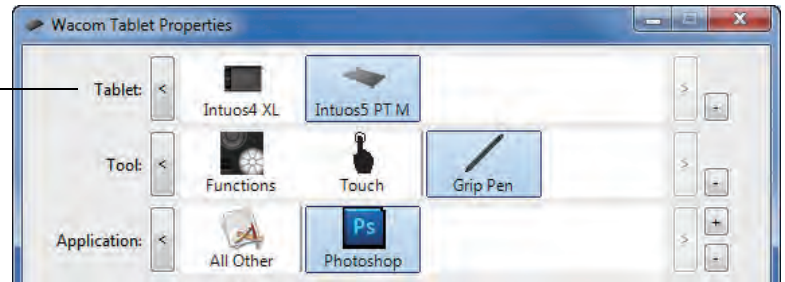 Wacom Tablet Properties
Tablet: < Intuos4 XL Intuos5 PT M > -
Tool: < Functions Touch Grip Pen > -
Application: < All Other Ps Photoshop > + -